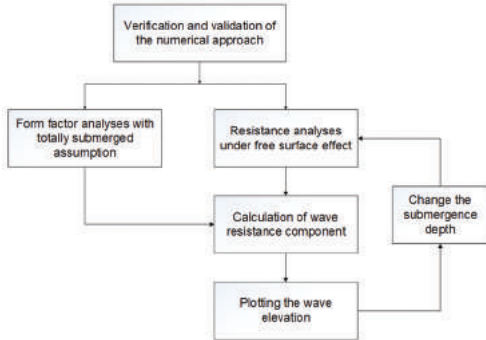 Verification and validation of
the numerical approach
Form factor analyses with
totally submerged
assumption
Resistance analyses
under free surface effect
Calculation of wave
resistance component
Change the
submergence
depth
Plotting the wave
elevation